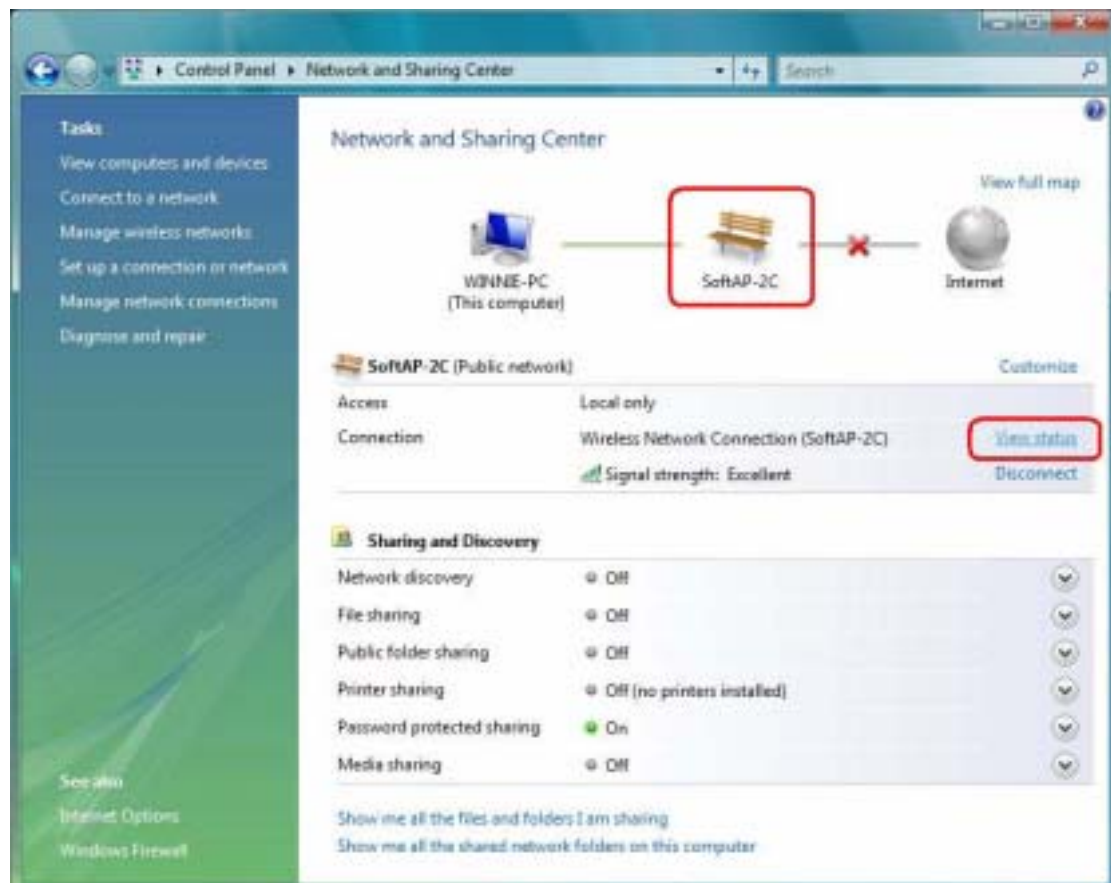 Control Panel
Network and Sharing Center
Search
Tasks
View computers and devices
Connect to a network
Manage wireless networks
Set up a connection or network
Manage network connections
Diagnose and repair
See also
Internet Options
Windows Firewall
Network and Sharing Center
View full map
WINNIE-PC
(This computer)
SoftAP-2C
Internet
SoftAP-2C (Public network)
Customize
Access
Local only
Connection
Wireless Network Connection (SoftAP-2C)
View status
Signal strength: Excellent
Disconnect
Sharing and Discovery
Network discovery
Off
File sharing
Off
Public folder sharing
Off
Printer sharing
Off (no printers installed)
Password protected sharing
On
Media sharing
Off
Show me all the files and folders I am sharing
Show me all the shared network folders on this computer